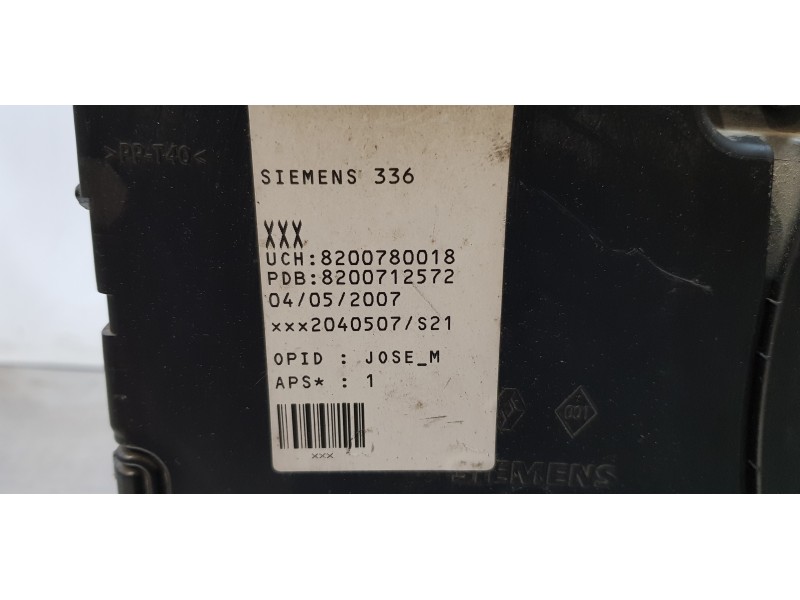 >PP-T40<
SIEMENS 336
XXX
UCH:8200780018
PDB:8200712572
04/05/2007
xxx2040507/S21
OPID : JOSE_M
APS* : 1
xxx
001
SIEMENS